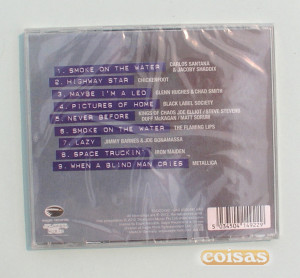 1. SMOKE ON THE WATER CARLOS SANTANA
& JACOBY SHADDIX
2. HIGHWAY STAR CHICKENFOOT
3. MAYBE I'M A LEO GLENN HUGHES & CHAD SMITH
4. PICTURES OF HOME BLACK LABEL SOCIETY
5. NEVER BEFORE KINGS OF CHAOS JOE ELLIOTT / STEVE STEVENS
DUFF MCKAGAN / MATT SORUM
6. SMOKE ON THE WATER THE FLAMING LIPS
7. LAZY JIMMY BARNES & JOE BONAMASSA
8. SPACE TRUCKIN' IRON MAIDEN
9. WHEN A BLIND MAN CRIES METALLICA
coisas